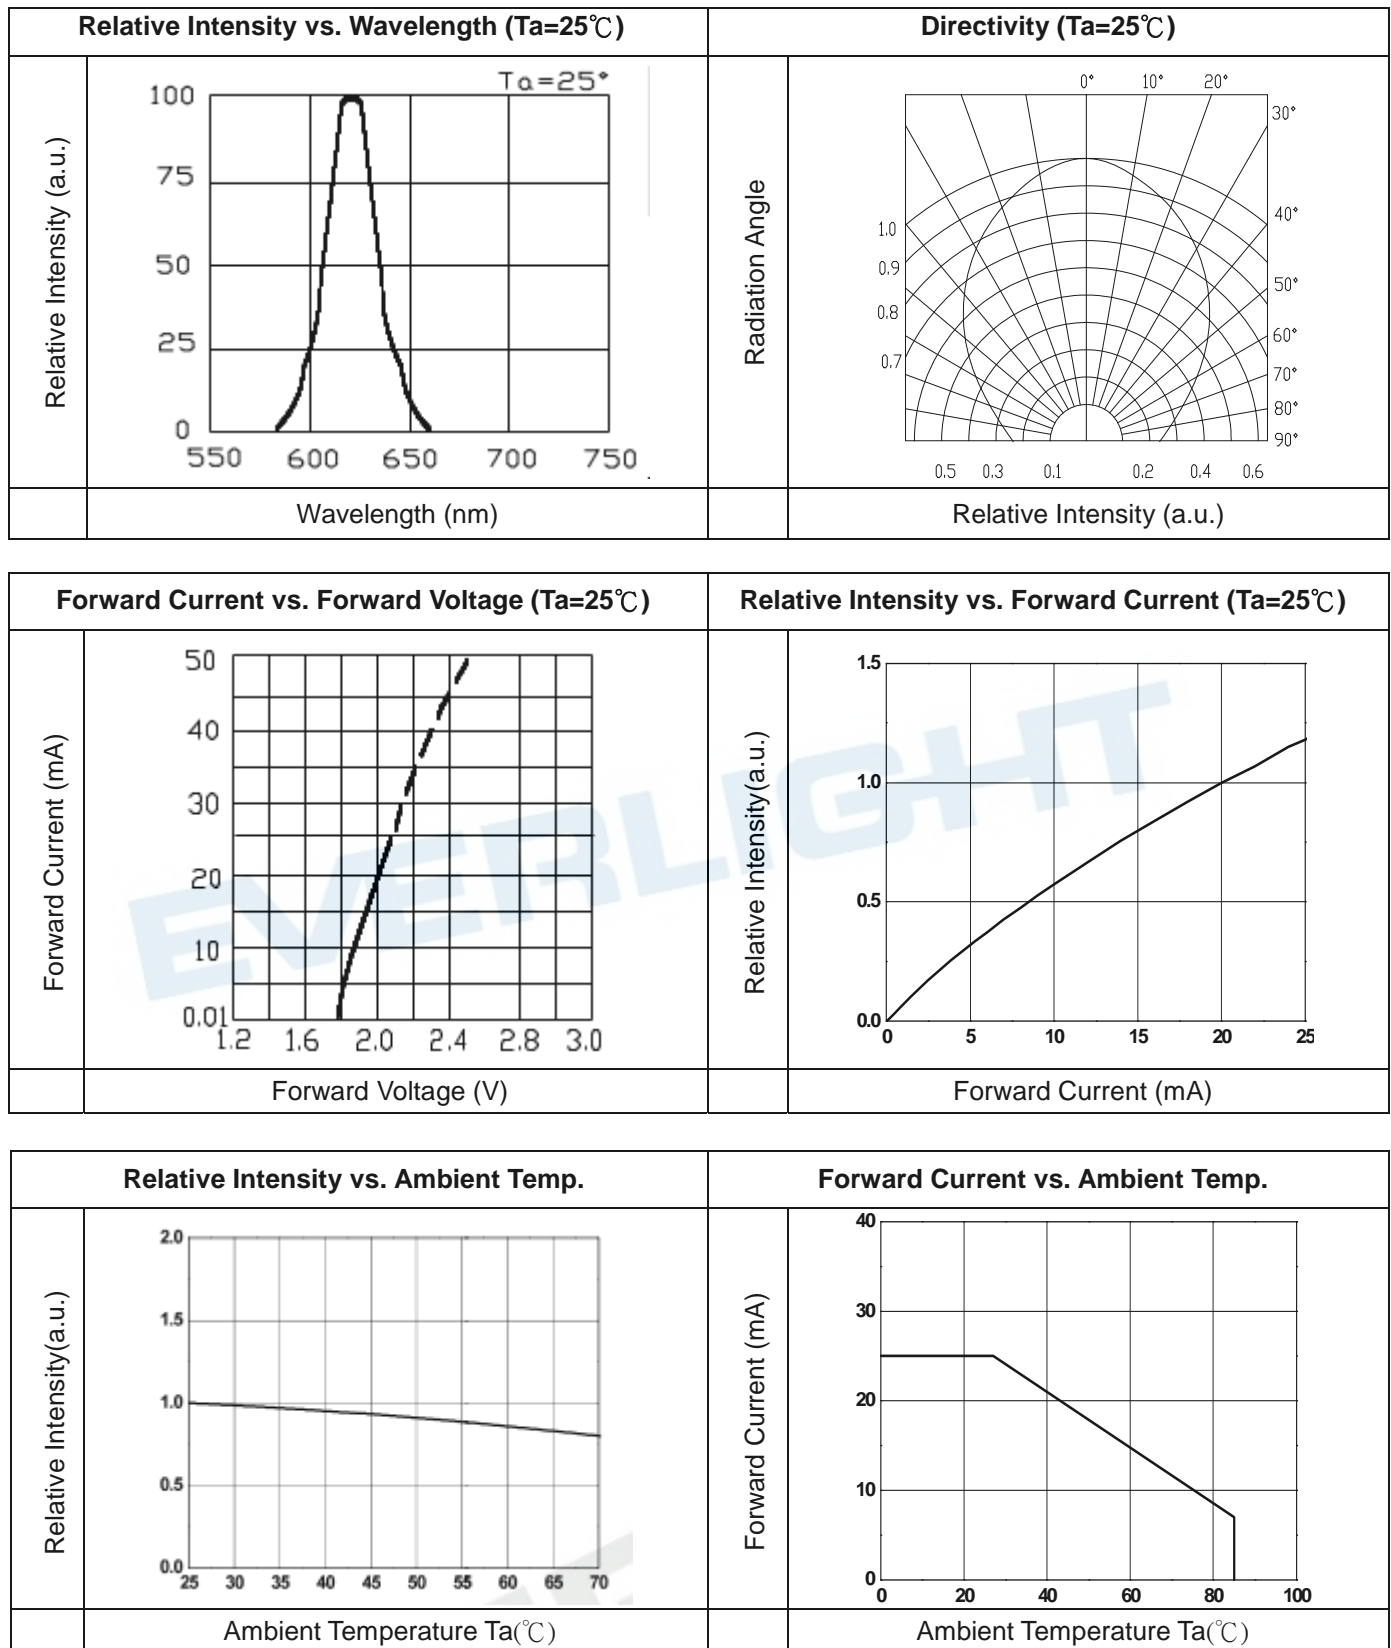 Relative Intensity vs. Wavelength (Ta=25℃)
Directivity (Ta=25℃)
Relative Intensity (a.u.)
Ta=25°
100
75
50
25
0
550 600 650 700 750
Wavelength (nm)
Radiation Angle
0° 10° 20°
30°
40°
50°
60°
70°
80°
90°
1.0
0.9
0.8
0.7
0.5 0.3 0.1 0.2 0.4 0.6
Relative Intensity (a.u.)
Forward Current vs. Forward Voltage (Ta=25℃)
Relative Intensity vs. Forward Current (Ta=25℃)
Forward Current (mA)
50
40
30
20
10
0.01
1.2 1.6 2.0 2.4 2.8 3.0
Forward Voltage (V)
Relative Intensity(a.u.)
1.5
1.0
0.5
0.0
0 5 10 15 20 25
Forward Current (mA)
EVERLIGHT
Relative Intensity vs. Ambient Temp.
Forward Current vs. Ambient Temp.
Relative Intensity(a.u.)
2.0
1.5
1.0
0.5
0.0
25 30 35 40 45 50 55 60 65 70
Ambient Temperature Ta(℃)
Forward Current (mA)
40
30
20
10
0
0 20 40 60 80 100
Ambient Temperature Ta(℃)